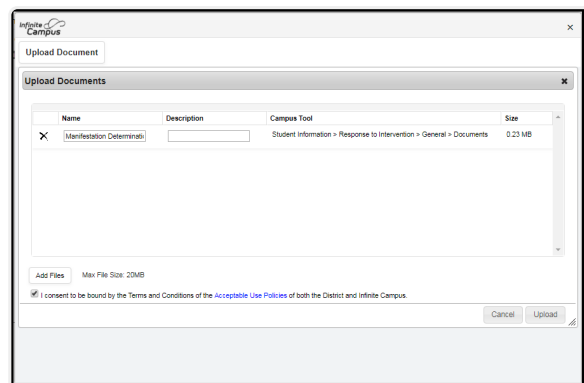 Infinite
Campus
Upload Document
Upload Documents
Name Description Campus Tool Size
Manifestation Determinati
Student Information > Response to Intervention > General > Documents 0.23 MB
Add Files Max File Size: 20MB
I consent to be bound by the Terms and Conditions of the Acceptable Use Policies of both the District and Infinite Campus.
Cancel Upload